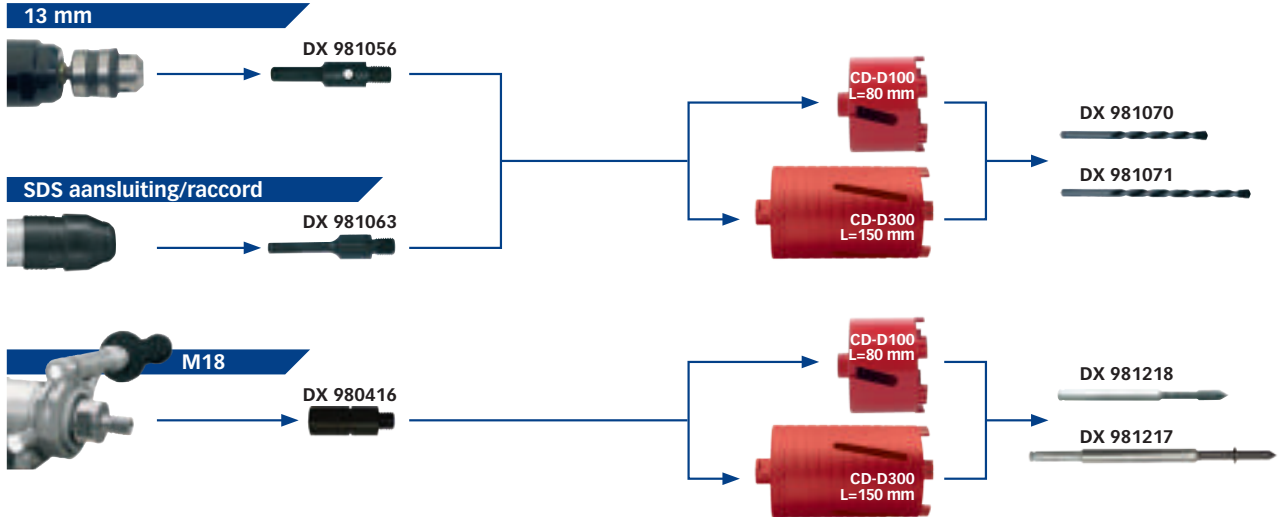 13 mm
DX 981056
CD-D100
L=80 mm
DX 981070
SDS aansluiting/raccord
DX 981071
DX 981063
CD-D300
L=150 mm
M18
CD-D100
L=80 mm
DX 981218
DX 980416
DX 981217
CD-D300
L=150 mm